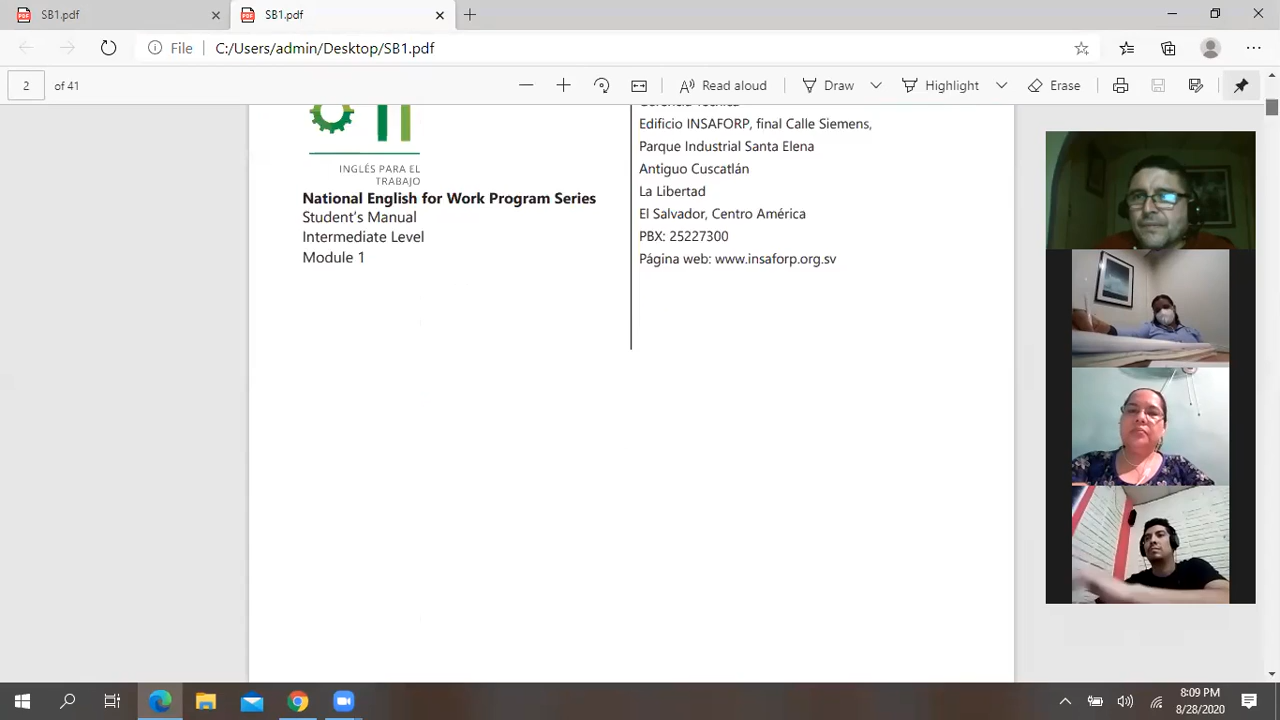 SB1.pdf
SB1.pdf
File
C:/Users/admin/Desktop/SB1.pdf
2
of 41
Read aloud
Draw
Highlight
Erase
INGLÉS PARA EL
TRABAJO
National English for Work Program Series
Student's Manual
Intermediate Level
Module 1
Gerencia Técnica
Edificio INSAFORP, final Calle Siemens,
Parque Industrial Santa Elena
Antiguo Cuscatlán
La Libertad
El Salvador, Centro América
PBX: 25227300
Página web: www.insaforp.org.sv
8:09 PM
8/28/2020